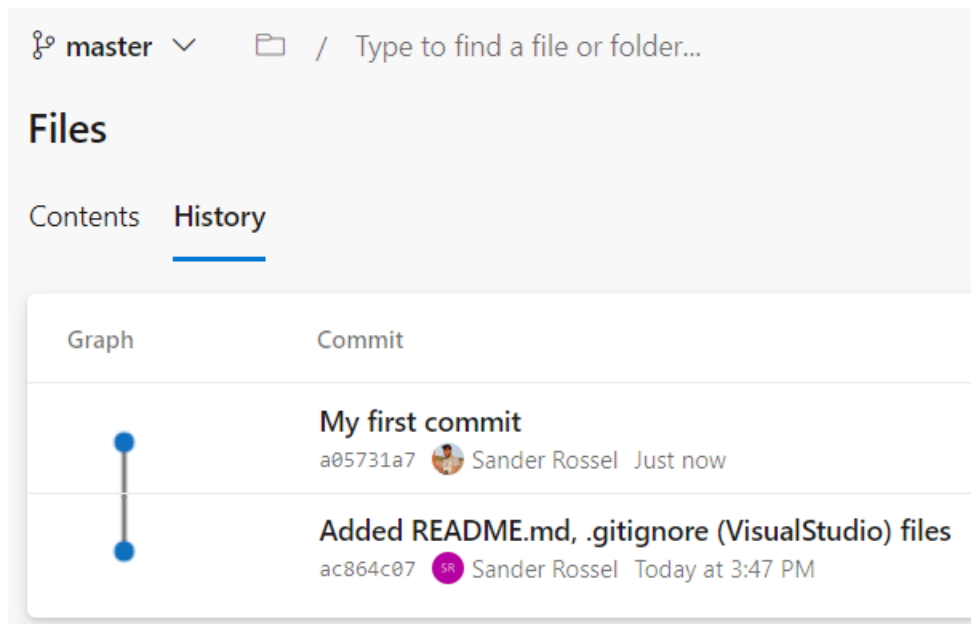 master / Type to find a file or folder...
Files
Contents History
Graph Commit
My first commit
a05731a7 Sander Rossel Just now
Added README.md, .gitignore (VisualStudio) files
ac864c07 SR Sander Rossel Today at 3:47 PM